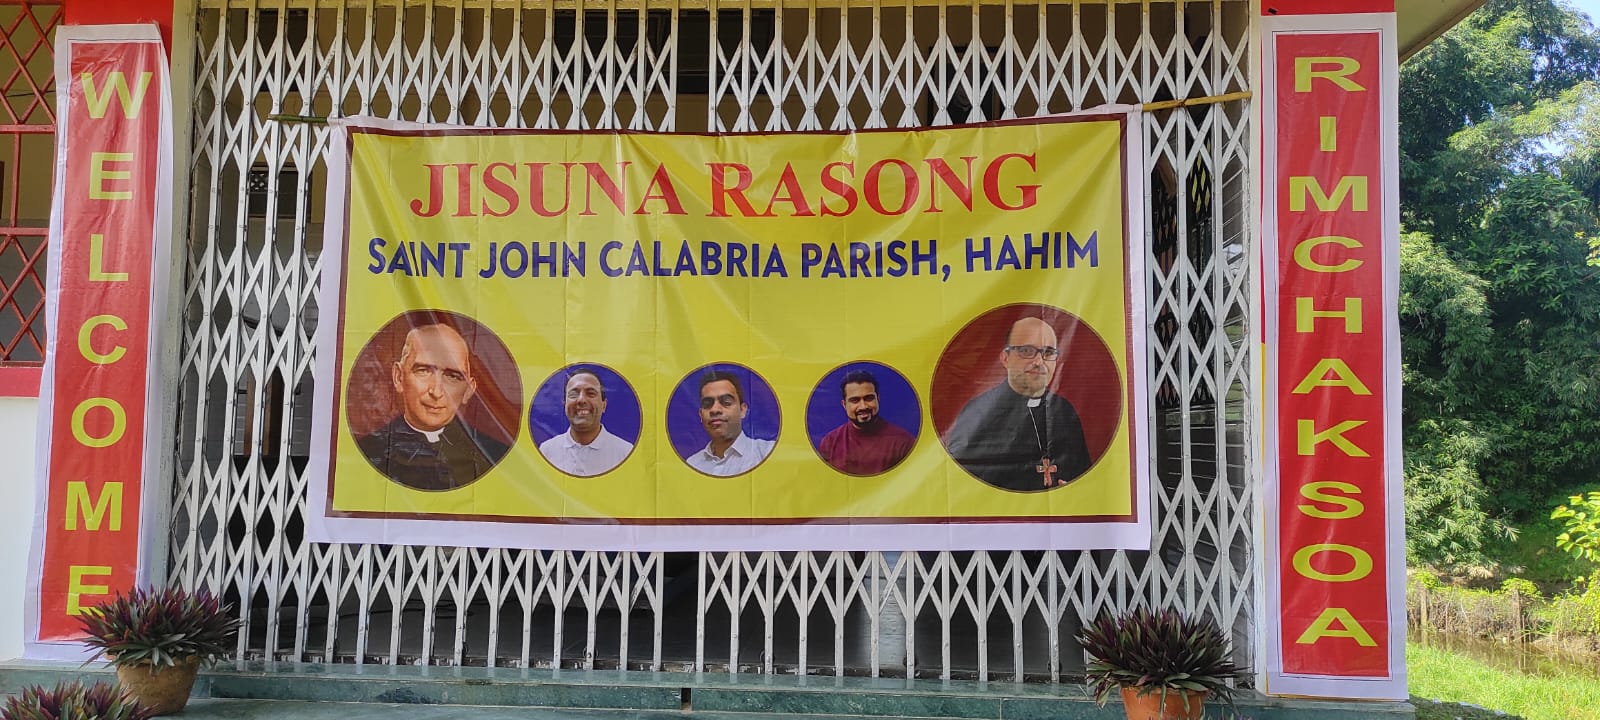 WELCOME
JISUNA RASONG
SAINT JOHN CALABRIA PARISH, HAHIM
RIMCHAKSOA